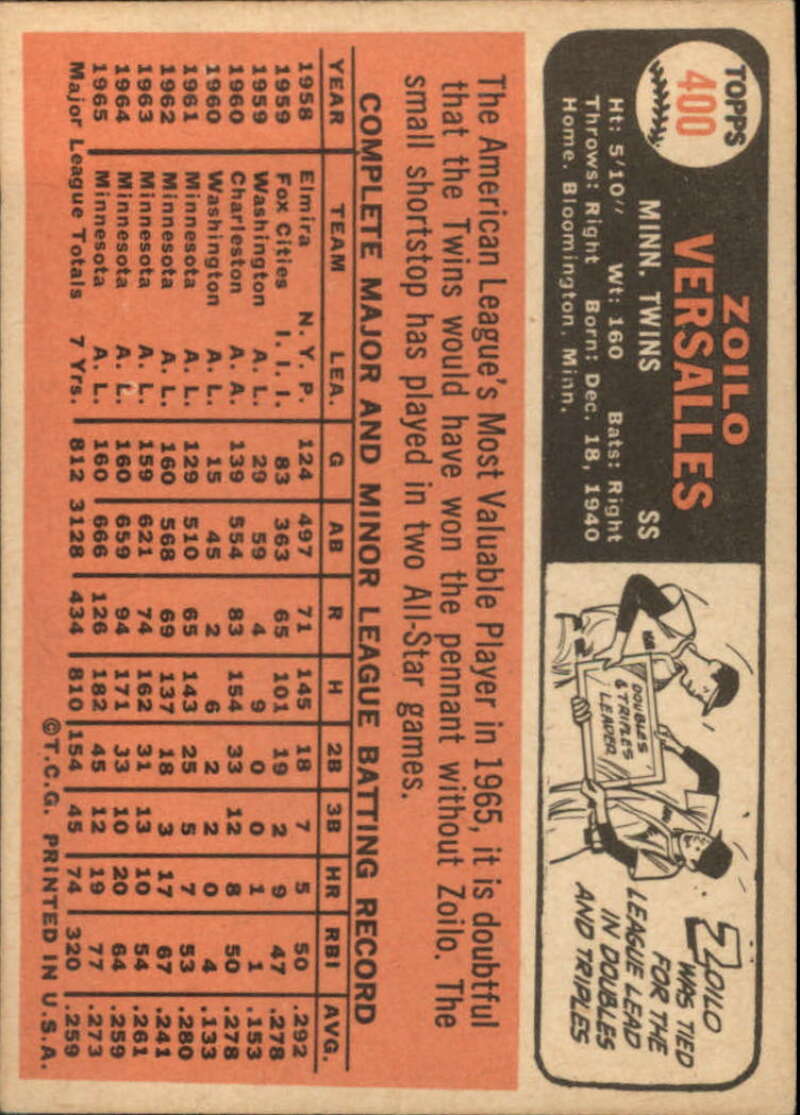 TOPPS
400
ZOILO
VERSALLES
MINN. TWINS SS
Ht: 5'10" Wt: 160 Bats: Right
Throws: Right Born: Dec. 18, 1940
Home. Bloomington, Minn.
DOUBLES
& TRIPLES
LEADER
ZOILO
WAS TIED
FOR THE
LEAGUE LEAD
IN DOUBLES
AND TRIPLES
The American League's Most Valuable Player in 1965, it is doubtful
that the Twins would have won the pennant without Zoilo. The
small shortstop has played in two All-Star games.
COMPLETE MAJOR AND MINOR LEAGUE BATTING RECORD
YEAR TEAM LEA. G AB R H 2B 3B HR RBI AVG.
1958 Elmira N. Y. P. 124 497 71 145 18 7 5 50 .292
1959 Fox Cities I. I. I. 83 363 65 101 19 2 9 47 .278
1959 Washington A. L. 29 59 4 9 0 0 1 1 .153
1960 Charleston A. A. 139 554 83 154 33 12 8 50 .278
1960 Washington A. L. 15 45 2 6 2 2 0 4 .133
1961 Minnesota A. L. 129 510 65 143 25 5 7 53 .280
1962 Minnesota A. L. 160 568 69 137 18 3 17 67 .241
1963 Minnesota A. L. 159 621 74 162 31 13 10 54 .261
1964 Minnesota A. L. 160 659 94 171 33 10 20 64 .259
1965 Minnesota A. L. 160 666 126 182 45 12 19 77 .273
Major League Totals 7 Yrs. 812 3128 434 810 154 45 74 320 .259
©T.C.G. PRINTED IN U.S.A.